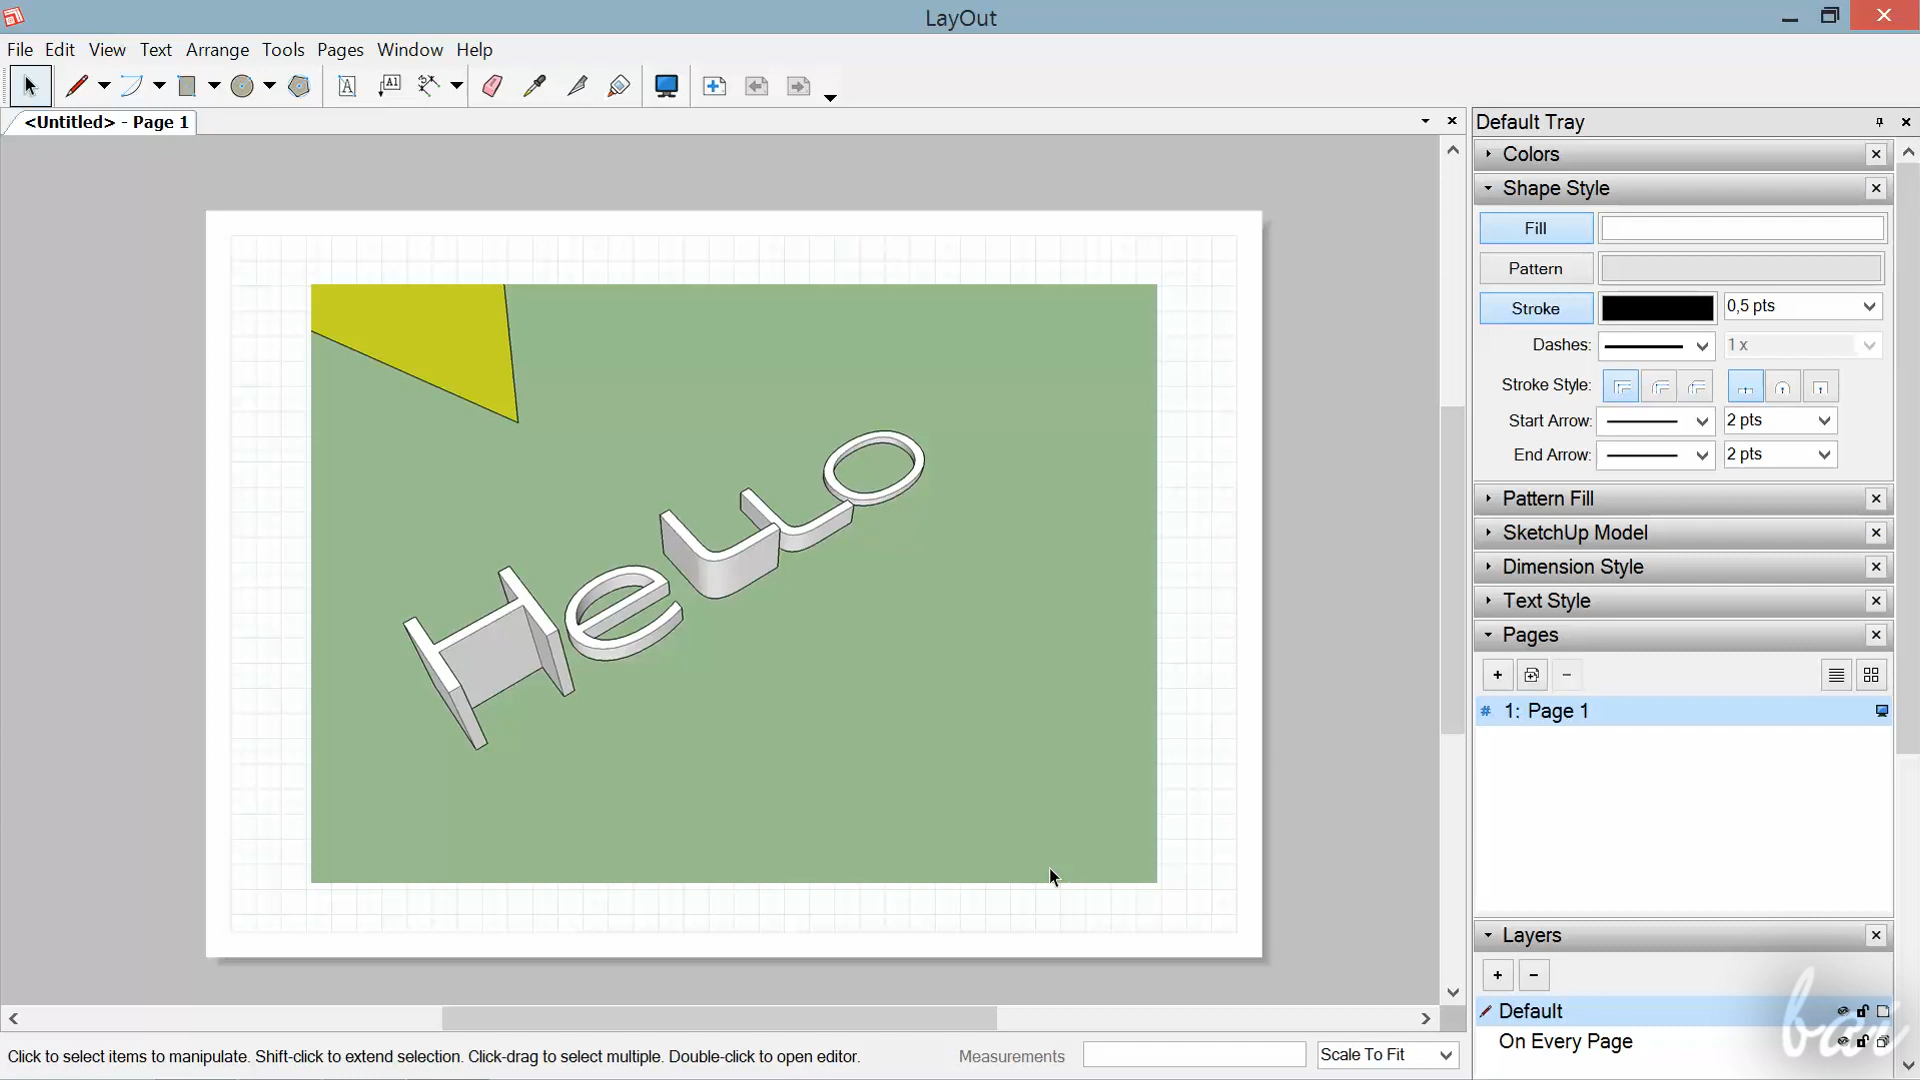 LayOut
File Edit View Text Arrange Tools Pages Window Help
<Untitled> - Page 1
Default Tray
Colors
Shape Style
Fill
Pattern
Stroke 0,5 pts
Dashes: 1 x
Stroke Style:
Start Arrow: 2 pts
End Arrow: 2 pts
Pattern Fill
SketchUp Model
Dimension Style
Text Style
Pages
# 1: Page 1
Layers
Default
On Every Page
Hello
Click to select items to manipulate. Shift-click to extend selection. Click-drag to select multiple. Double-click to open editor.
Measurements
Scale To Fit
bai